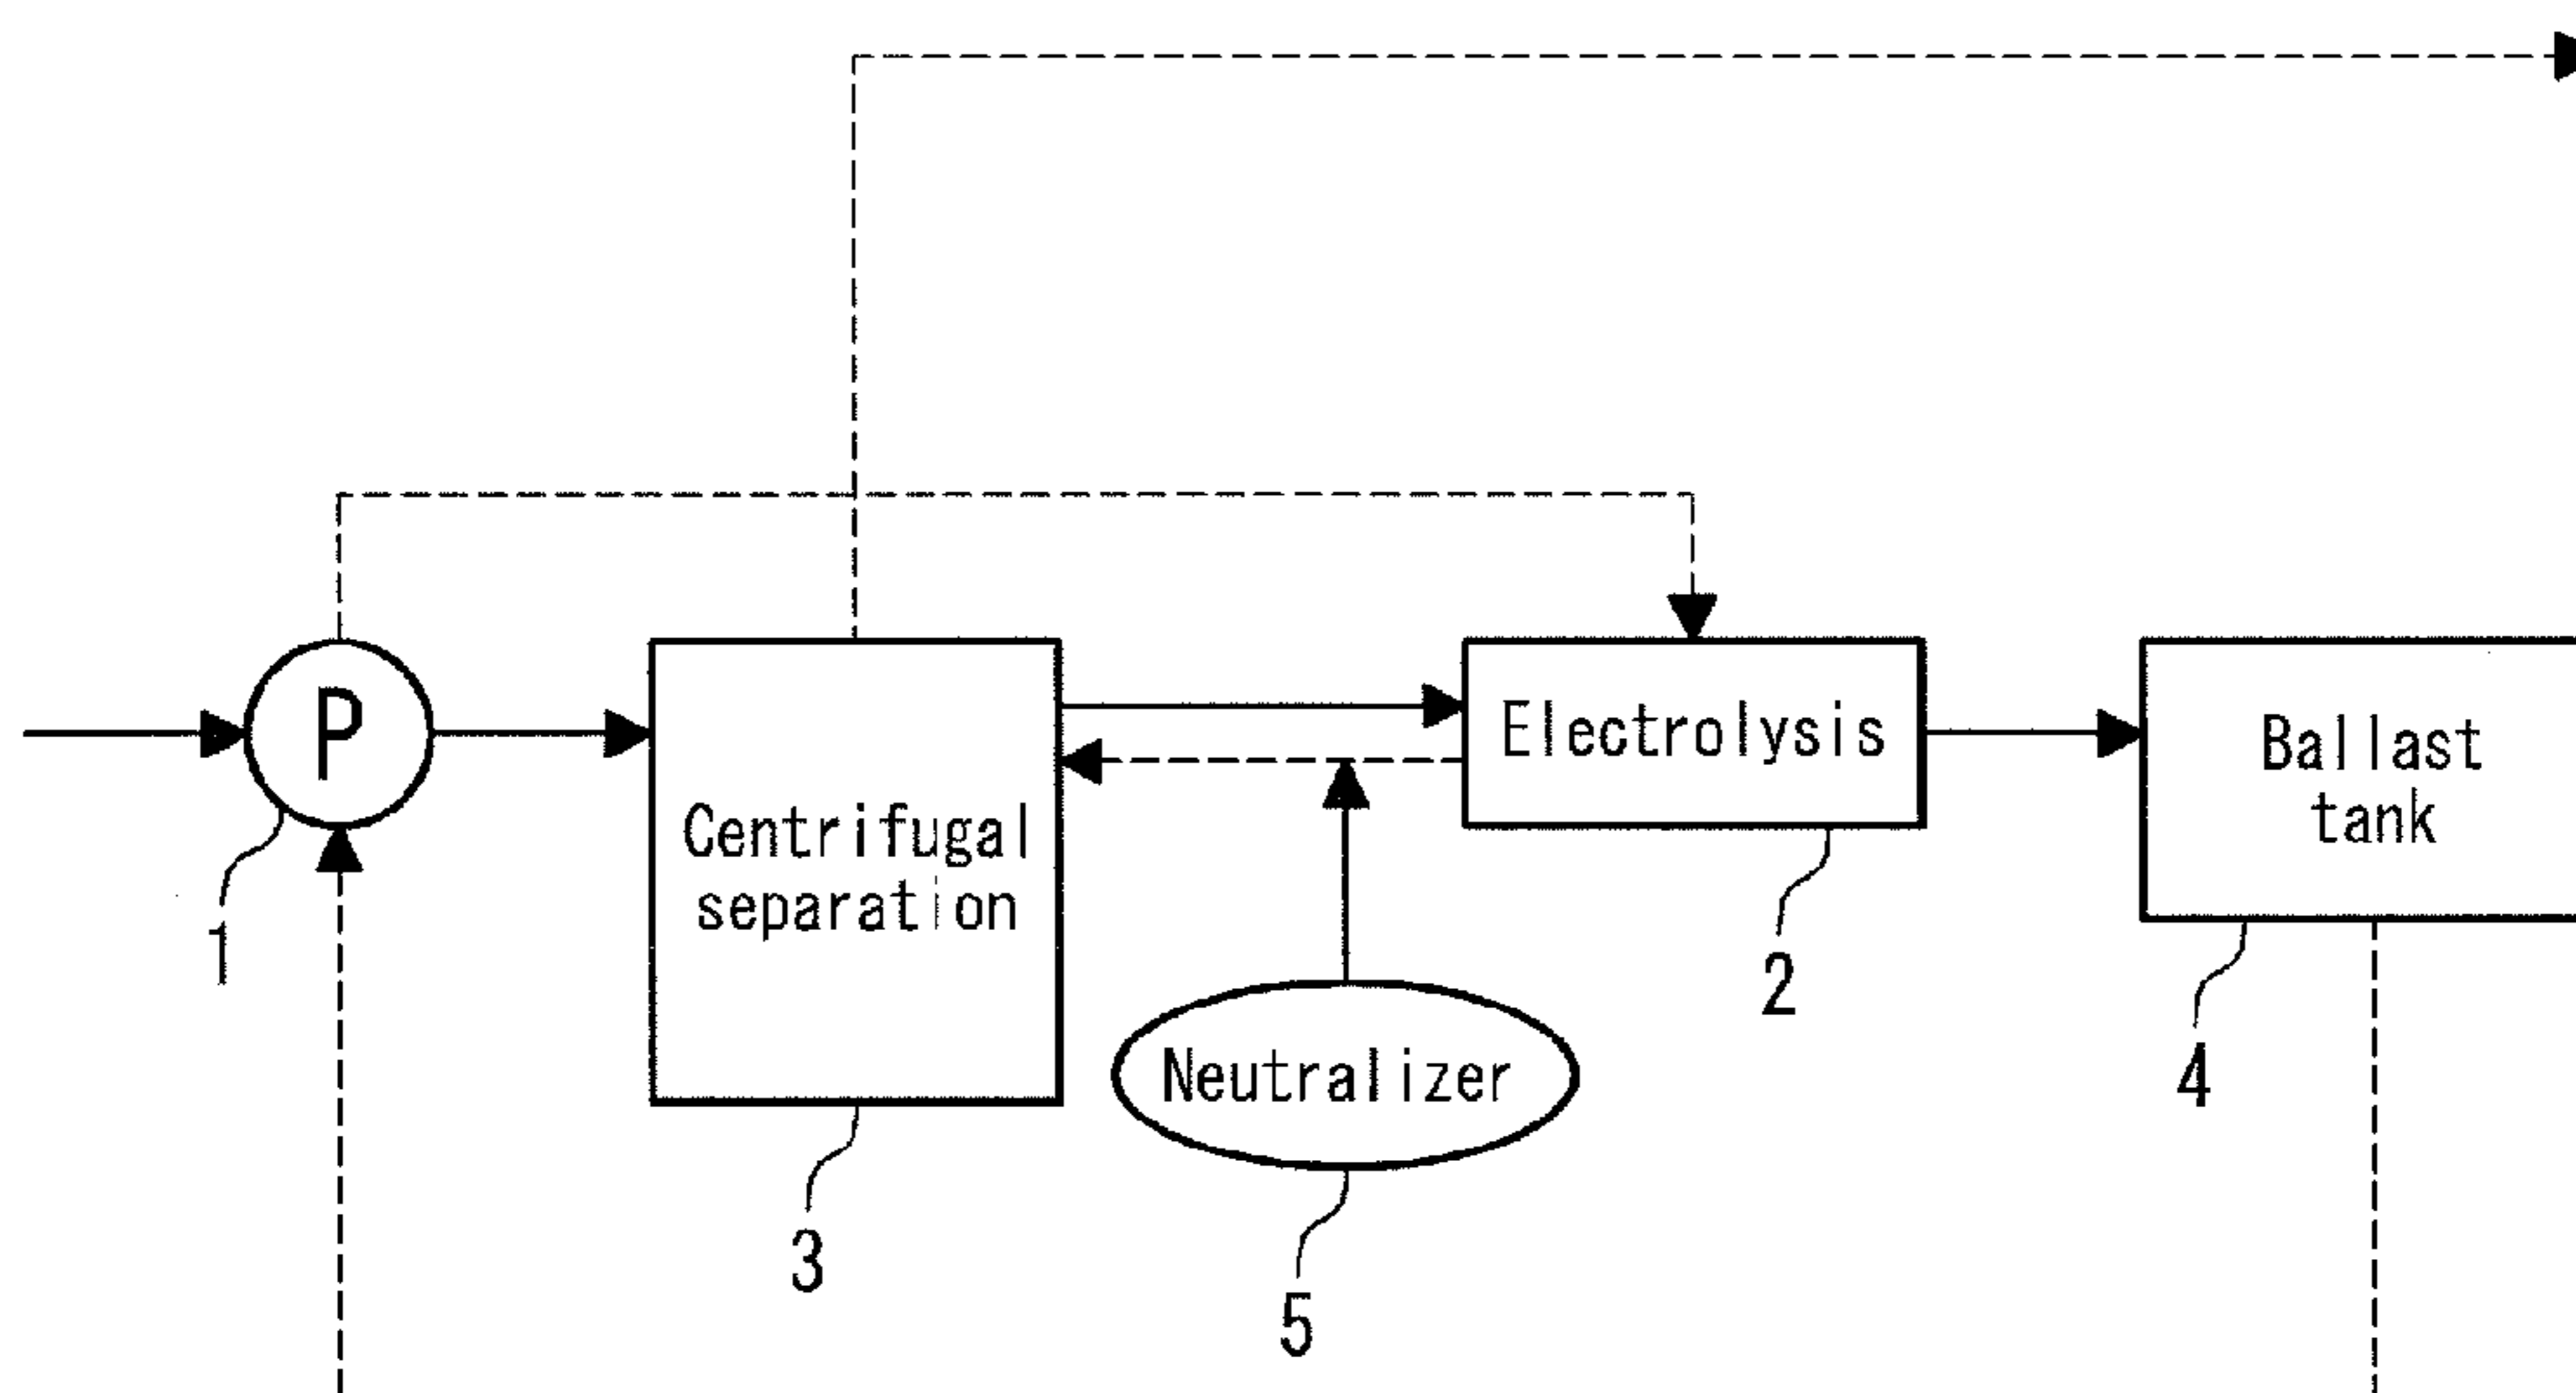 P
Electrolysis
Ballast
tank
Centrifugal
separation
1
2
Neutralizer
4
3
5